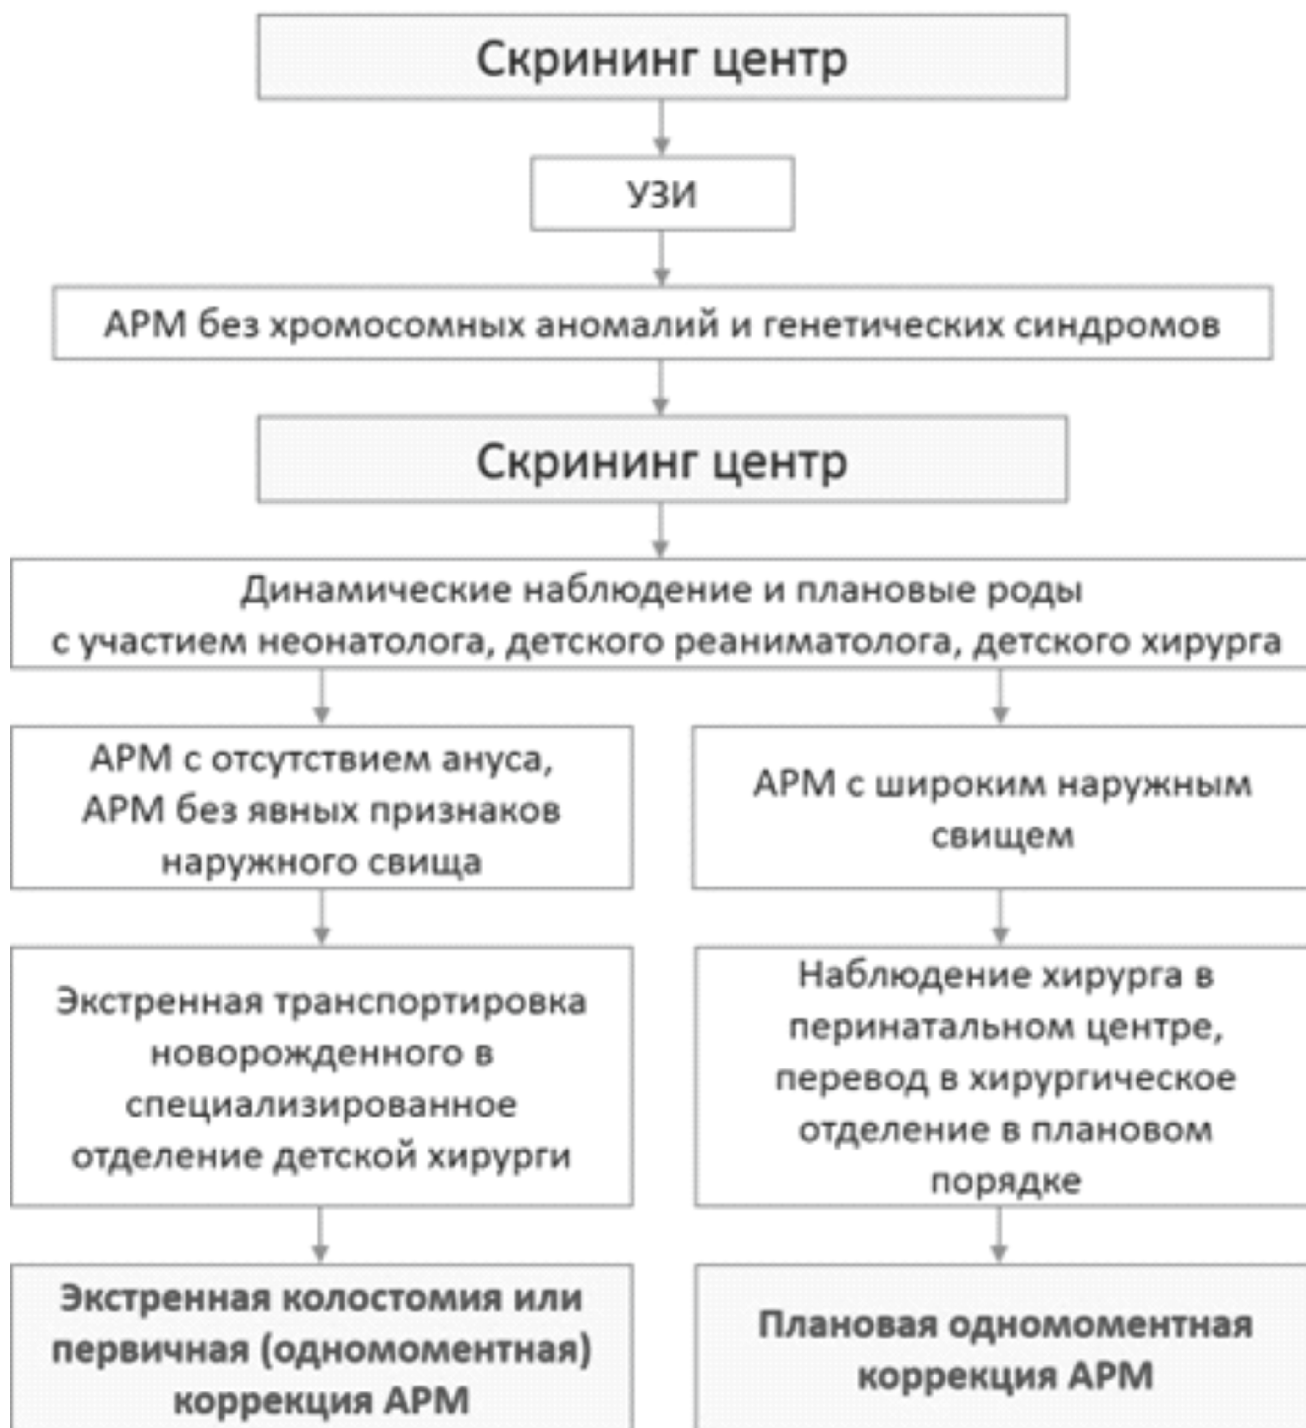 Скрининг центр
УЗИ
АРМ без хромосомных аномалий и генетических синдромов
Скрининг центр
Динамические наблюдение и плановые роды
с участием неонатолога, детского реаниматолога, детского хирурга
АРМ с отсутствием ануса,
АРМ без явных признаков
наружного свища
АРМ с широким наружным
свищем
Экстренная транспортировка
новорожденного в
специализированное
отделение детской хирурги
Наблюдение хирурга в
перинатальном центре,
перевод в хирургическое
отделение в плановом
порядке
Экстренная колостомия или
первичная (одномоментная)
коррекция АРМ
Плановая одномоментная
коррекция АРМ